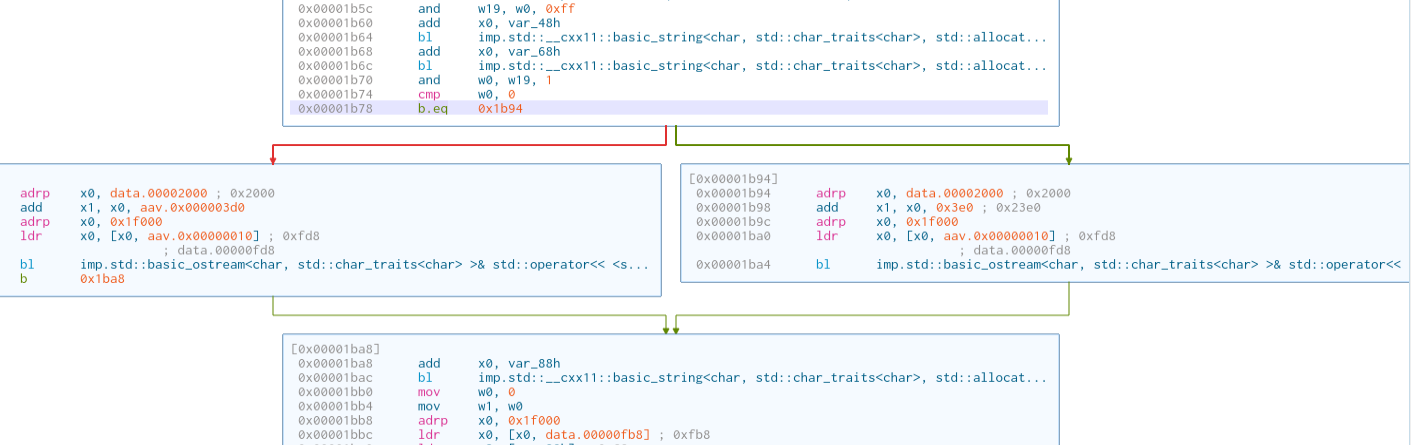 0x00001b5c and w19, w0, 0xff
0x00001b60 add x0, var_48h
0x00001b64 bl imp.std::__cxx11::basic_string<char, std::char_traits<char>, std::allocat...
0x00001b68 add x0, var_68h
0x00001b6c bl imp.std::__cxx11::basic_string<char, std::char_traits<char>, std::allocat...
0x00001b70 and w0, w19, 1
0x00001b74 cmp w0, 0
0x00001b78 b.eq 0x1b94
adrp x0, data.00002000 ; 0x2000
add x1, x0, aav.0x000003d0
adrp x0, 0x1f000
ldr x0, [x0, aav.0x00000010] ; 0xfd8
; data.00000fd8
bl imp.std::basic_ostream<char, std::char_traits<char> >& std::operator<< <s...
b 0x1ba8
[0x00001b94]
0x00001b94 adrp x0, data.00002000 ; 0x2000
0x00001b98 add x1, x0, 0x3e0 ; 0x23e0
0x00001b9c adrp x0, 0x1f000
0x00001ba0 ldr x0, [x0, aav.0x00000010] ; 0xfd8
; data.00000fd8
0x00001ba4 bl imp.std::basic_ostream<char, std::char_traits<char> >& std::operator<<
[0x00001ba8]
0x00001ba8 add x0, var_88h
0x00001bac bl imp.std::__cxx11::basic_string<char, std::char_traits<char>, std::allocat...
0x00001bb0 mov w0, 0
0x00001bb4 mov w1, w0
0x00001bb8 adrp x0, 0x1f000
0x00001bbc ldr x0, [x0, data.00000fb8] ; 0xfb8